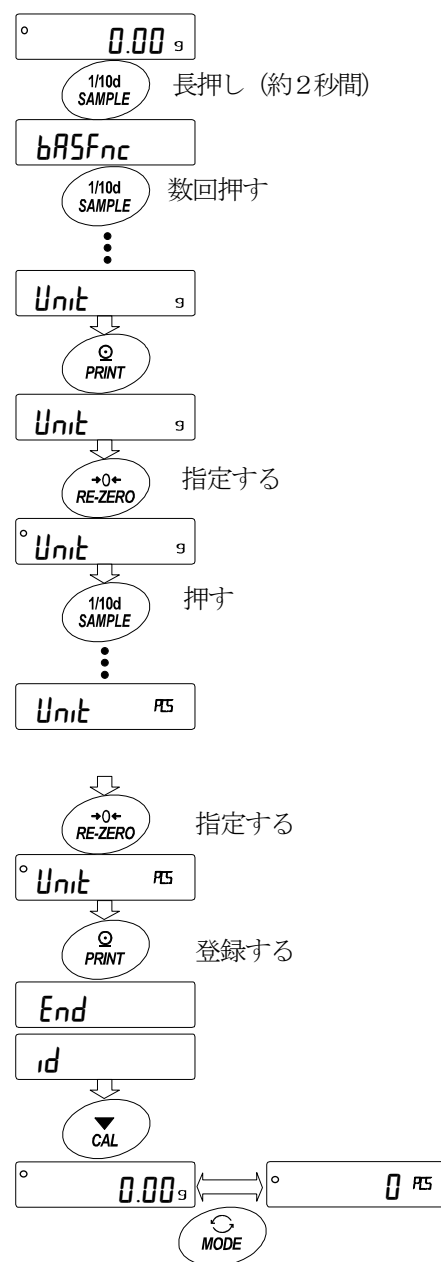 0.00 g
1/10d
SAMPLE
長押し（約２秒間）
bASFnc
1/10d
SAMPLE
数回押す
Unit g
PRINT
Unit g
→0←
RE-ZERO
指定する
Unit g
1/10d
SAMPLE
押す
Unit PCS
→0←
RE-ZERO
指定する
Unit PCS
PRINT
登録する
End
id
CAL
0.00 g
0 PCS
MODE